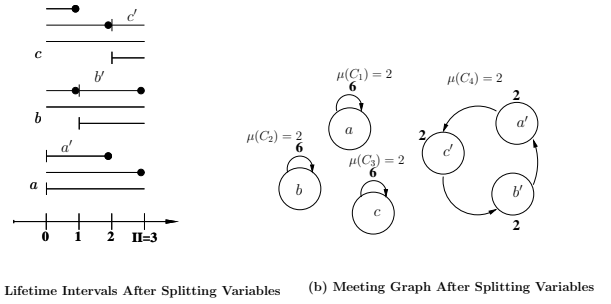 c′
c
b′
b
a′
a
0 1 2 II=3
Lifetime Intervals After Splitting Variables
μ(C₁) = 2
6
a
μ(C₂) = 2
6
b
μ(C₃) = 2
6
c
μ(C₄) = 2
2
a′
2
c′
b′
2
(b) Meeting Graph After Splitting Variables